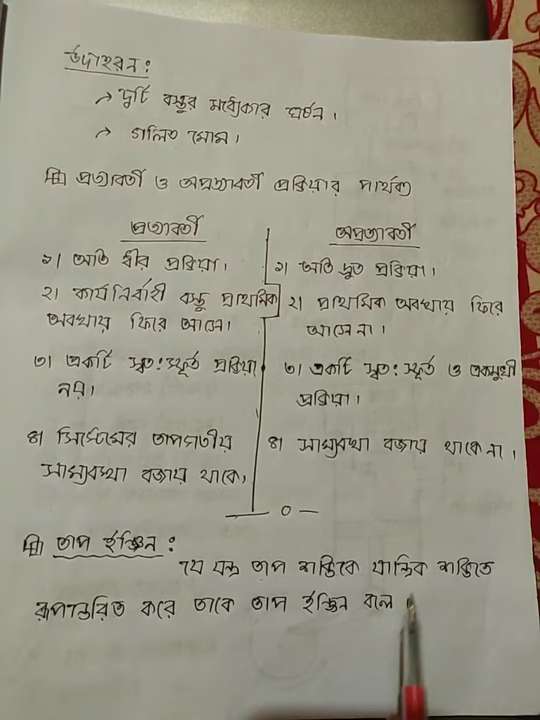 উদাহরন:
→ দুটি বস্তুর মধ্যেকার ঘর্ষন।
→ গলিত মোম।
প্রত্যাবর্তী ও অপ্রত্যাবর্তী প্রক্রিয়ার পার্থক্য
প্রত্যাবর্তী
১। অতি ধীর প্রক্রিয়া।
২। কার্যনির্বাহী বস্তু প্রাথমিক
অবস্থায় ফিরে আসে।
৩। একটি স্বত:স্ফূর্ত প্রক্রিয়া
নয়।
৪। সিস্টেমের তাপগতীয়
সাম্যবস্থা বজায় থাকে,
অপ্রত্যাবর্তী
১। অতি দ্রুত প্রক্রিয়া।
২। প্রাথমিক অবস্থায় ফিরে
আসেনা।
৩। একটি স্বত:স্ফূর্ত ও একমুখী
প্রক্রিয়া।
৪। সাম্যবস্থা বজায় থাকেনা।
— ০ —
তাপ ইঞ্জিন:
যে যন্ত্র তাপ শক্তিকে যান্ত্রিক শক্তিতে
রূপান্তরিত করে তাকে তাপ ইঞ্জিন বলে।